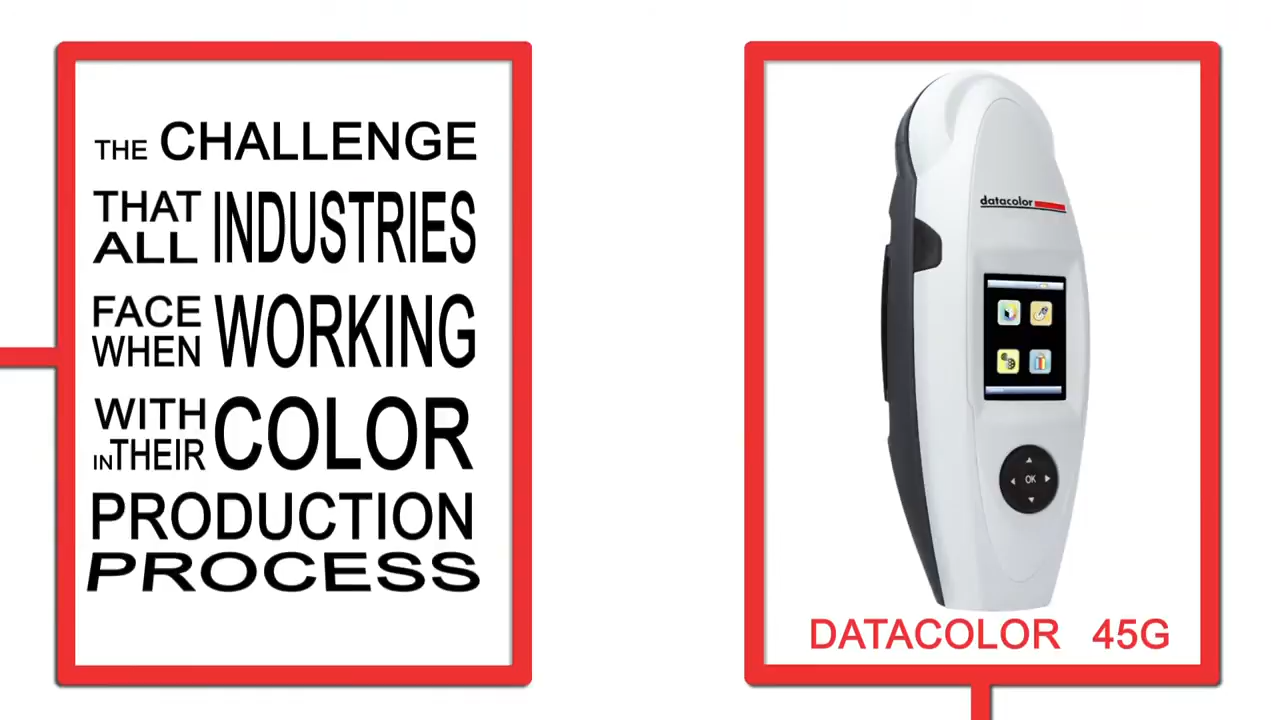 THE CHALLENGE
THAT ALL INDUSTRIES
FACE WHEN WORKING
WITH IN THEIR COLOR
PRODUCTION
PROCESS
datacolor
OK
DATACOLOR 45G